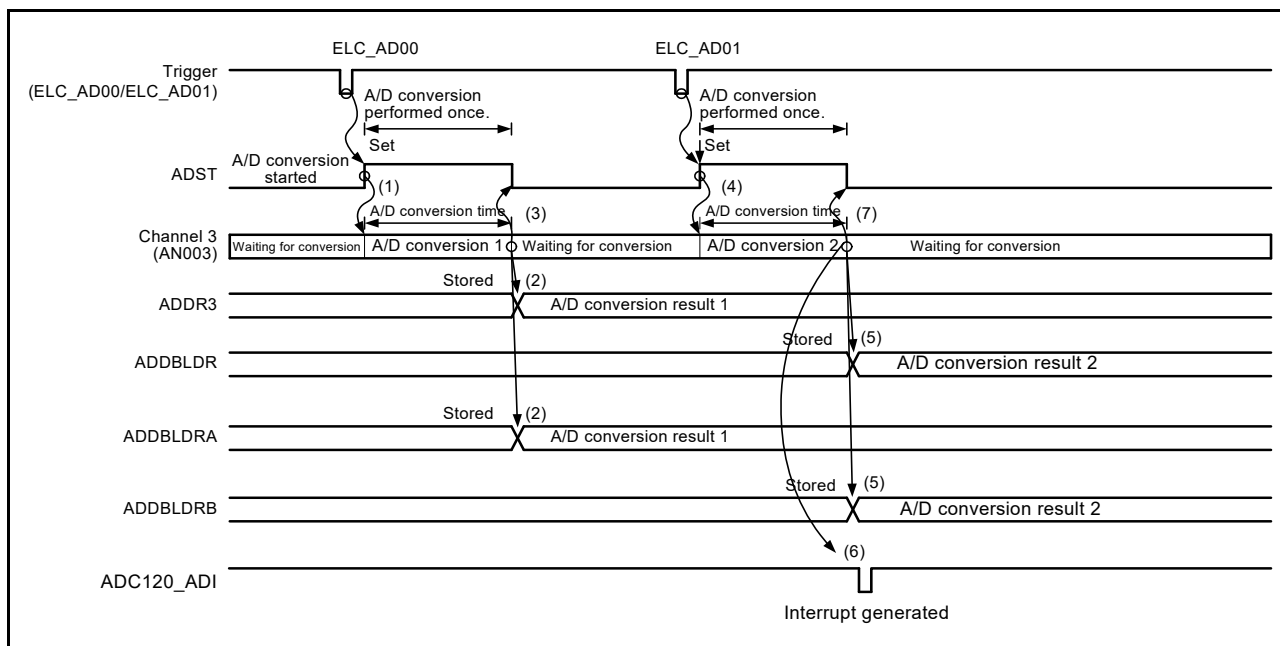 ELC_AD00
ELC_AD01
Trigger
(ELC_AD00/ELC_AD01)
A/D conversion
performed once.
A/D conversion
performed once.
Set
Set
A/D conversion
started
ADST
(1)
(4)
A/D conversion time
(3)
A/D conversion time
(7)
Channel 3
(AN003)
Waiting for conversion
A/D conversion 1
Waiting for conversion
A/D conversion 2
Waiting for conversion
Stored
(2)
ADDR3
A/D conversion result 1
Stored
(5)
ADDBLDR
A/D conversion result 2
Stored
(2)
ADDBLDRA
A/D conversion result 1
Stored
(5)
ADDBLDRB
A/D conversion result 2
(6)
ADC120_ADI
Interrupt generated